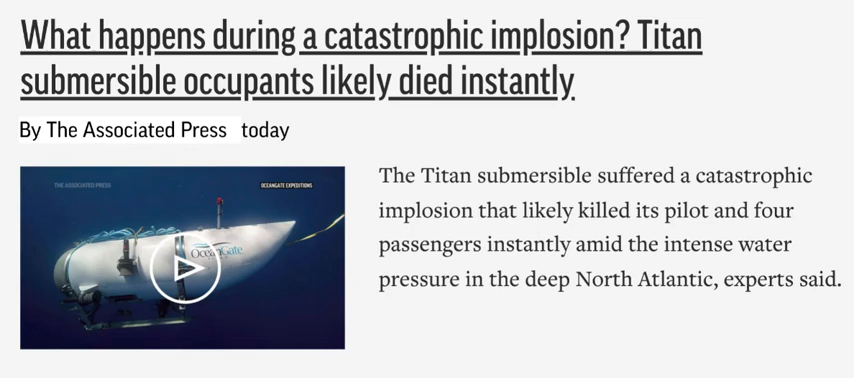 What happens during a catastrophic implosion? Titan
submersible occupants likely died instantly
By The Associated Press today
THE ASSOCIATED PRESS
OCEANGATE EXPEDITIONS
OceanGate
The Titan submersible suffered a catastrophic
implosion that likely killed its pilot and four
passengers instantly amid the intense water
pressure in the deep North Atlantic, experts said.